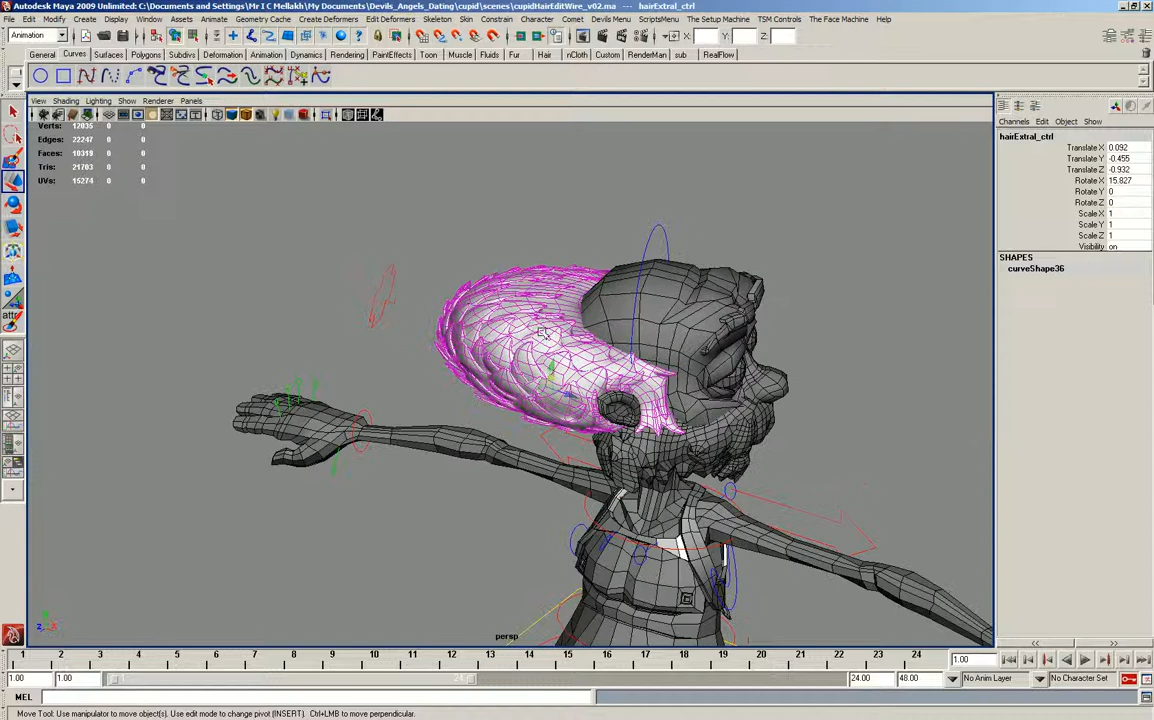 Autodesk Maya 2009 Unlimited: C:\Documents and Settings\Mr I C Mellakh\My Documents\Devils_Angels_Dating\cupid\scenes\cupidHairEditWire_v02.ma --- hairExtraI_ctrl
File Edit Modify Create Display Window Assets Animate Geometry Cache Create Deformers Edit Deformers Skeleton Skin Constrain Character Comet Devils Menu ScriptsMenu The Setup Machine TSM Controls The Face Machine Help
Animation X: Y: Z:
General Curves Surfaces Polygons Subdivs Deformation Animation Dynamics Rendering PaintEffects Toon Muscle Fluids Fur Hair nCloth Custom RenderMan sub RealFlow
View Shading Lighting Show Renderer Panels
Channels Edit Object Show
Verts: 12035 0 0
Edges: 22247 0 0
Faces: 10319 0 0
Tris: 21703 0 0
UVs: 15274 0 0
hairExtraI_ctrl
Translate X 0.092
Translate Y -0.455
Translate Z -0.932
Rotate X 15.827
Rotate Y 0
Rotate Z 0
Scale X 1
Scale Y 1
Scale Z 1
Visibility on
SHAPES
curveShape36
attr
persp
1 2 3 4 5 6 7 8 9 10 11 12 13 14 15 16 17 18 19 20 21 22 23 24 1.00
1.00 1.00 24 24.00 48.00 No Anim Layer No Character Set
MEL
Move Tool: Use manipulator to move object(s). Use edit mode to change pivot (INSERT). Ctrl+LMB to move perpendicular.